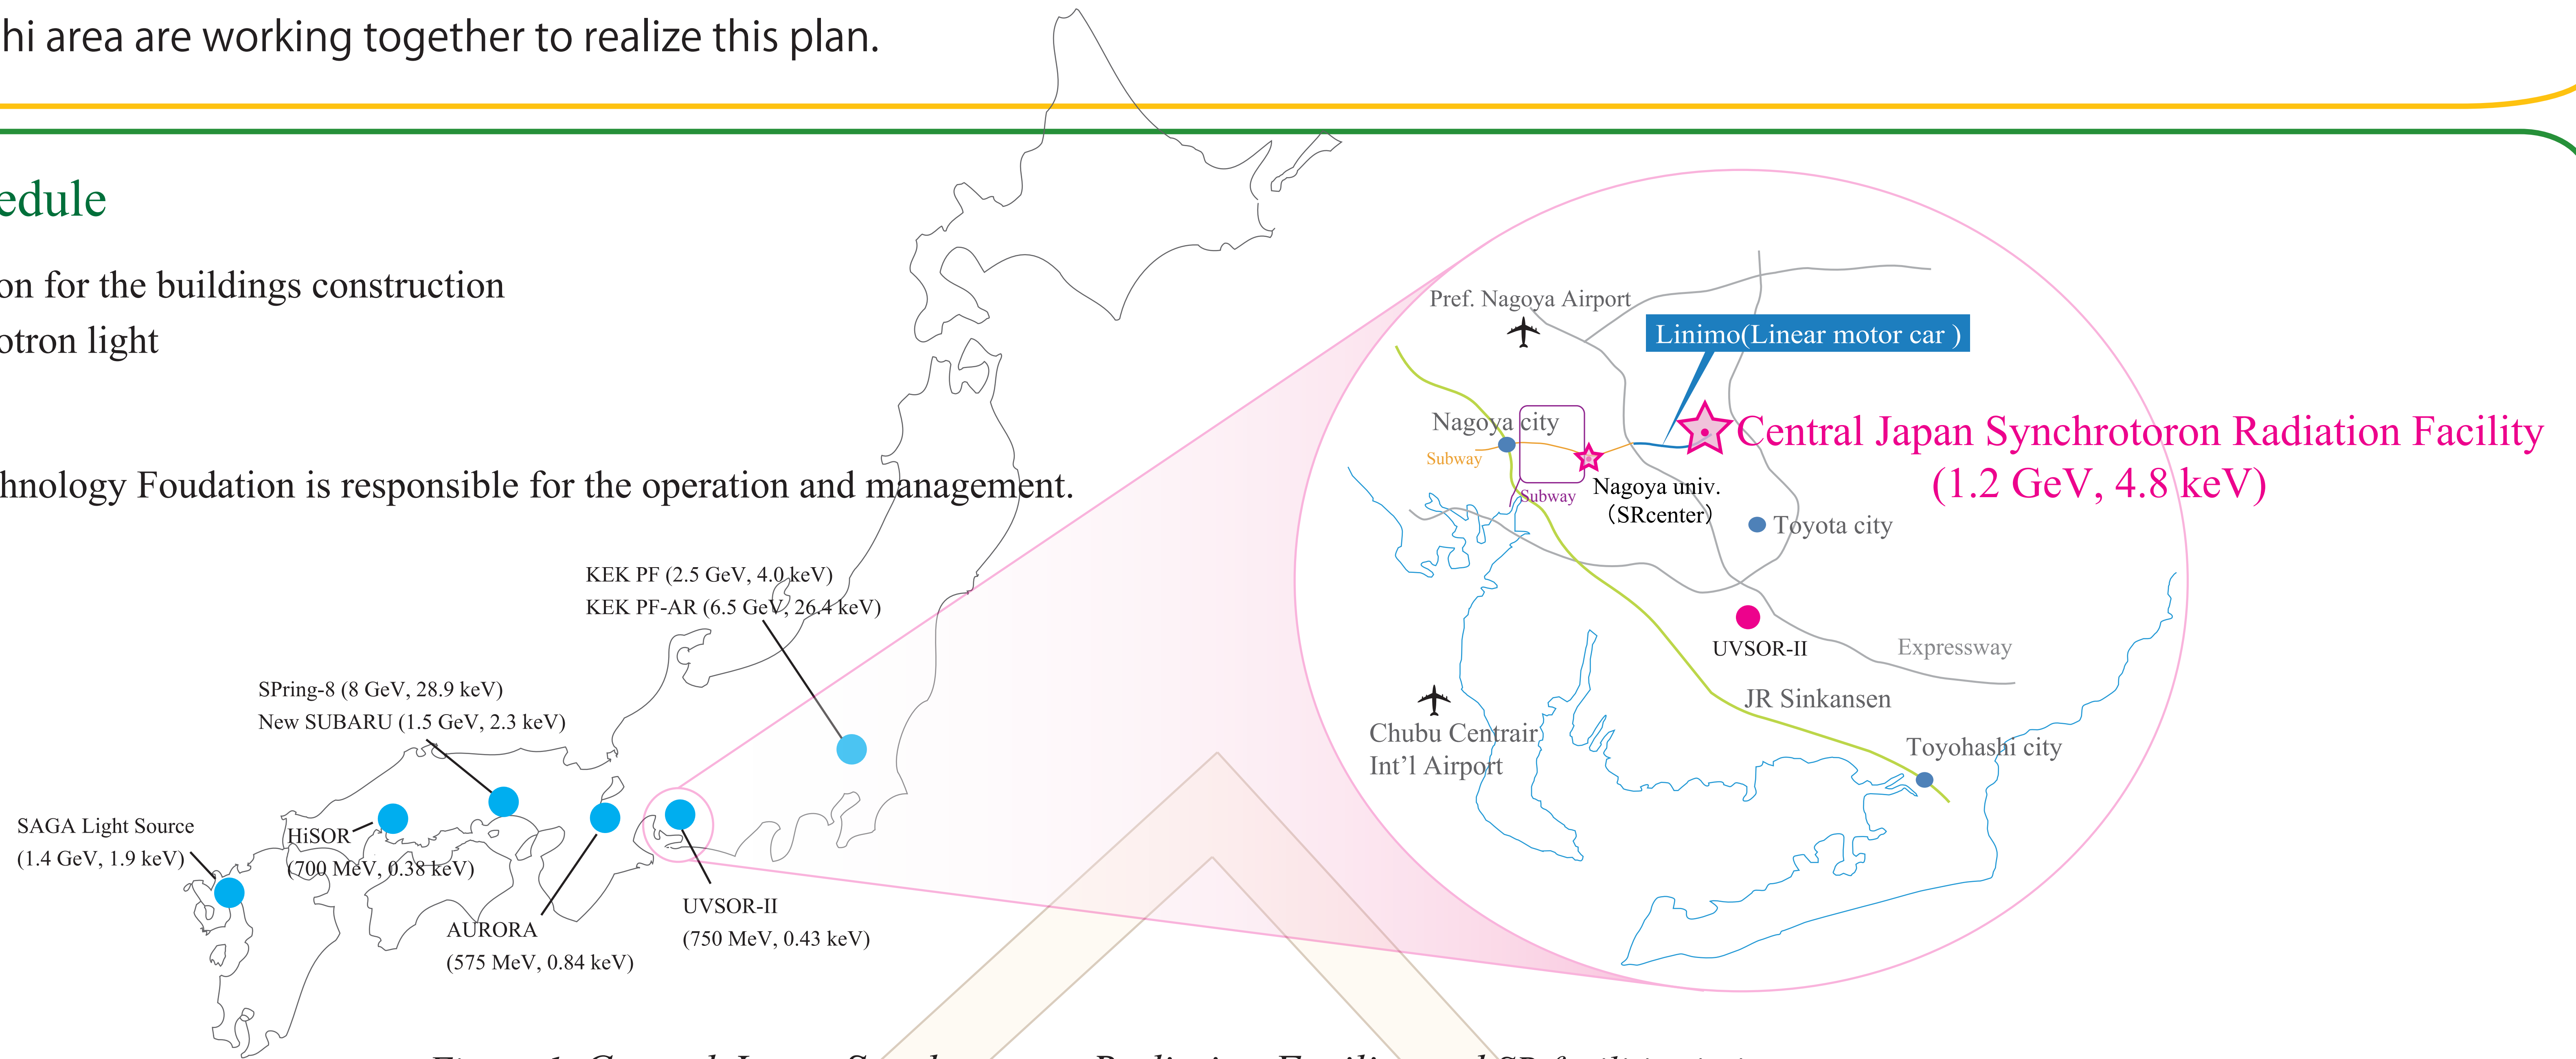 hi area are working together to realize this plan.
edule
on for the buildings construction
otron light
hnology Foudation is responsible for the operation and management.
KEK PF (2.5 GeV, 4.0 keV)
KEK PF-AR (6.5 GeV, 26.4 keV)
SPring-8 (8 GeV, 28.9 keV)
New SUBARU (1.5 GeV, 2.3 keV)
SAGA Light Source
(1.4 GeV, 1.9 keV)
HiSOR
(700 MeV, 0.38 keV)
AURORA
(575 MeV, 0.84 keV)
UVSOR-II
(750 MeV, 0.43 keV)
Pref. Nagoya Airport
Linimo(Linear motor car )
Nagoya city
Subway
Subway
Nagoya univ.
(SRcenter)
Central Japan Synchrotoron Radiation Facility
(1.2 GeV, 4.8 keV)
Toyota city
UVSOR-II
Expressway
JR Sinkansen
Chubu Centrair
Int'l Airport
Toyohashi city